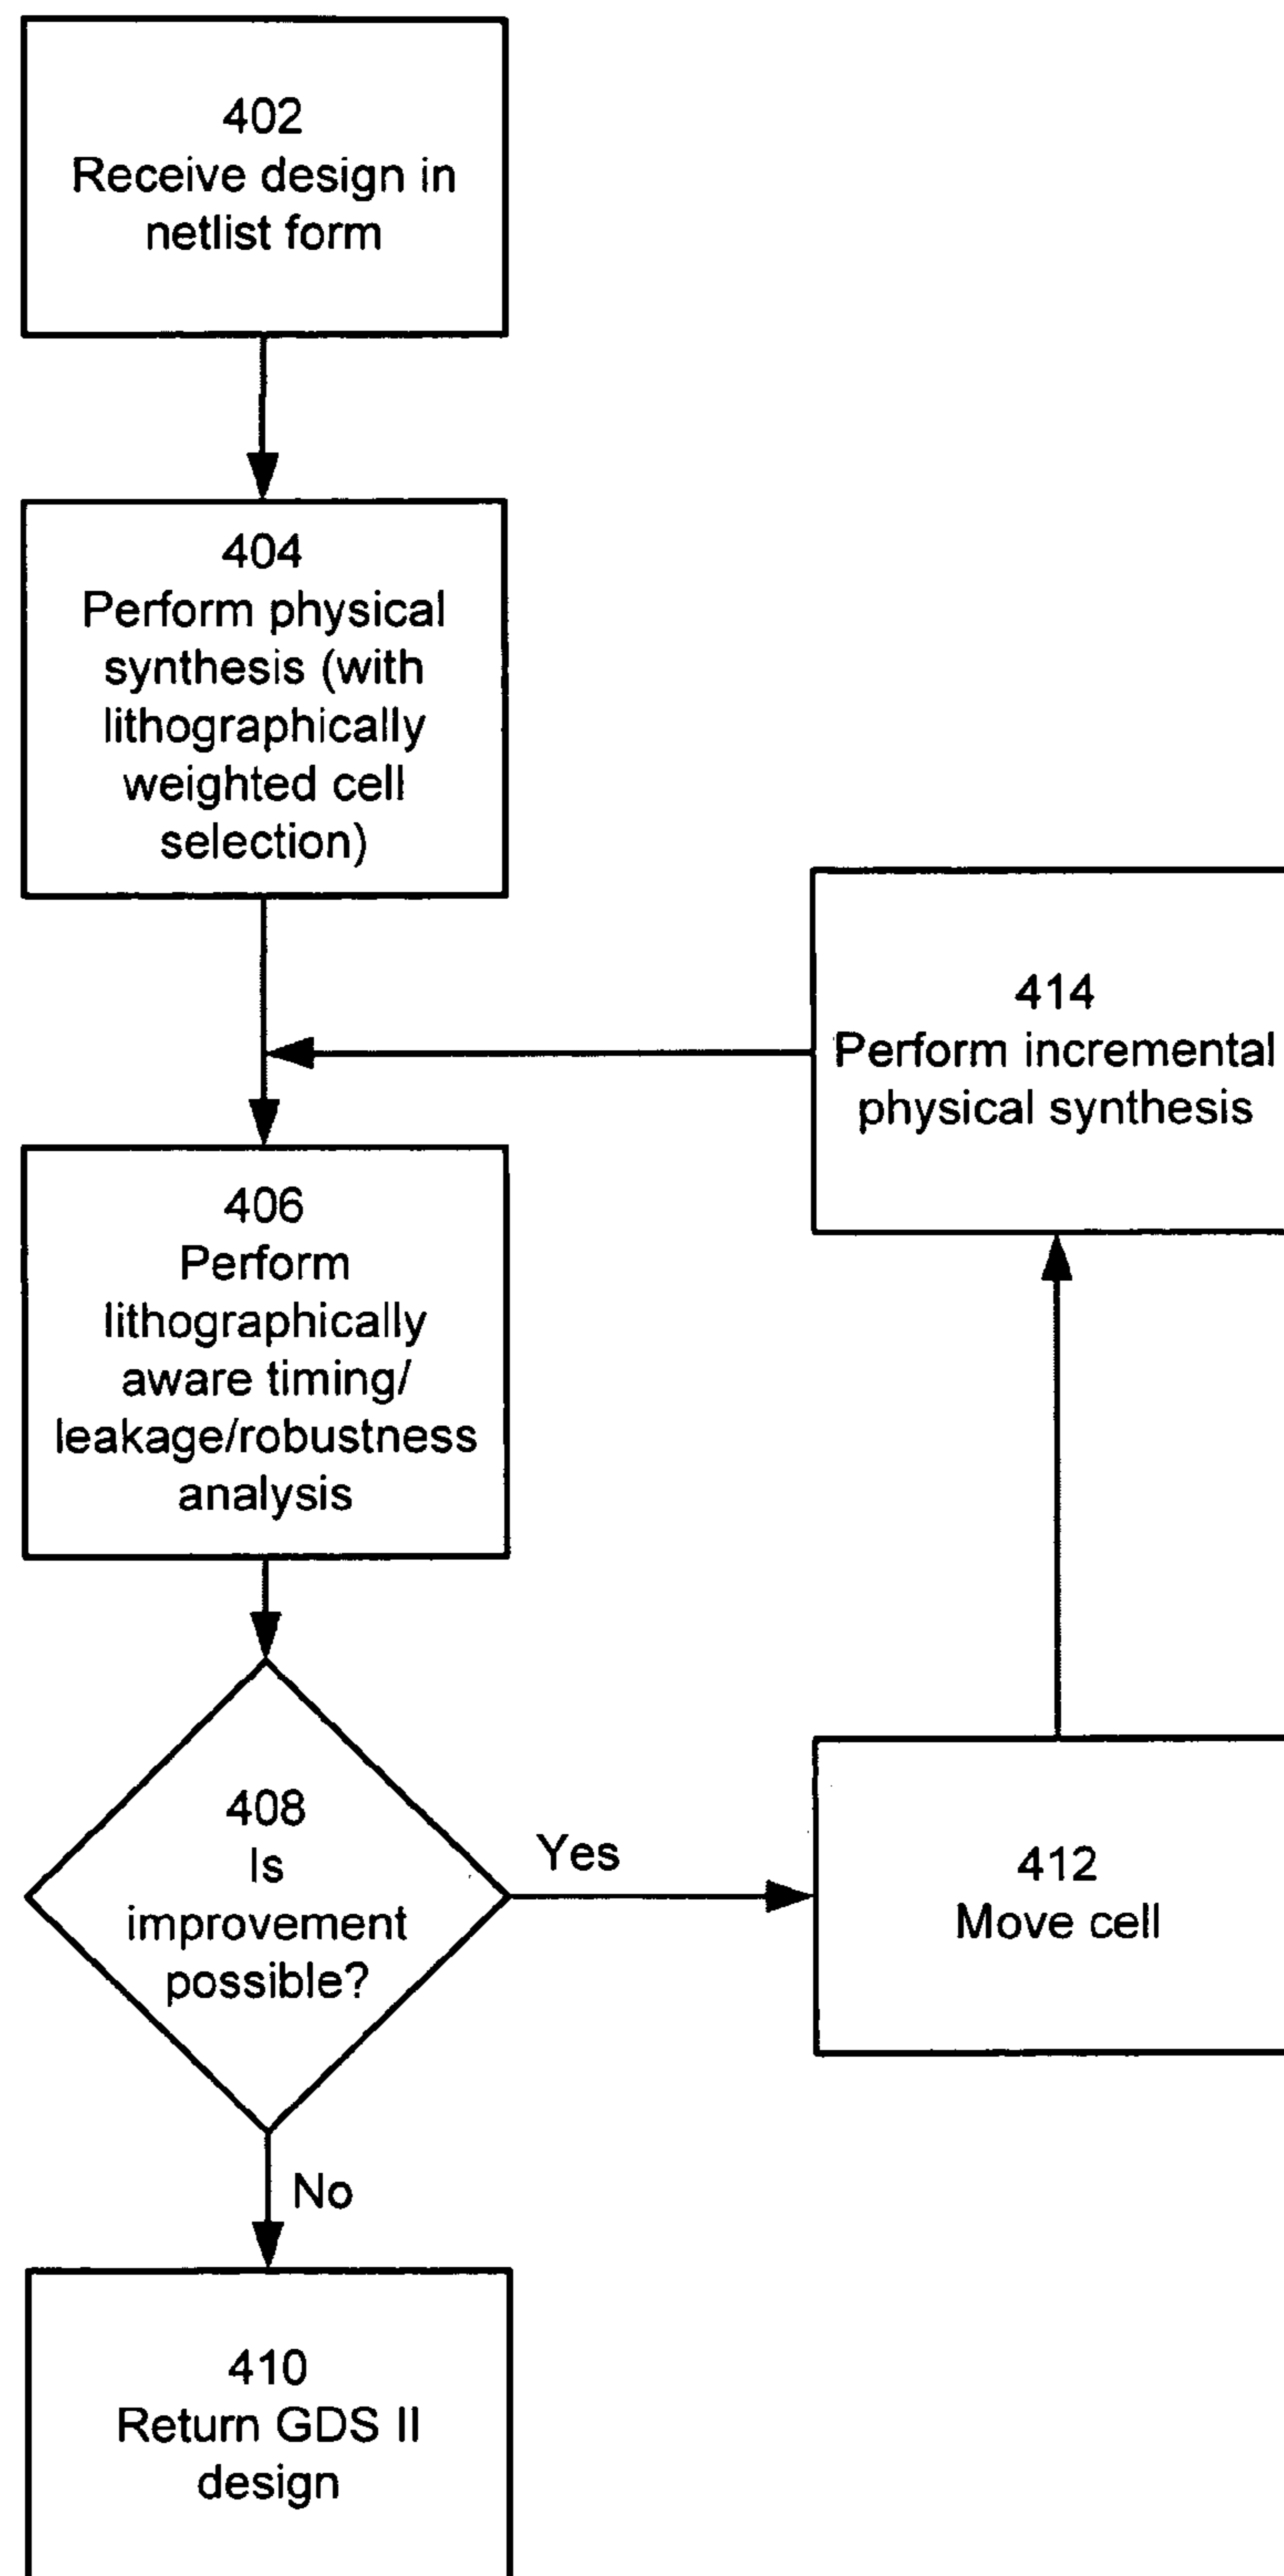 402
Receive design in
netlist form
404
Perform physical
synthesis (with
lithographically
weighted cell
selection)
414
Perform incremental
physical synthesis
406
Perform
lithographically
aware timing/
leakage/robustness
analysis
408
Is
improvement
possible?
Yes
412
Move cell
No
410
Return GDS II
design